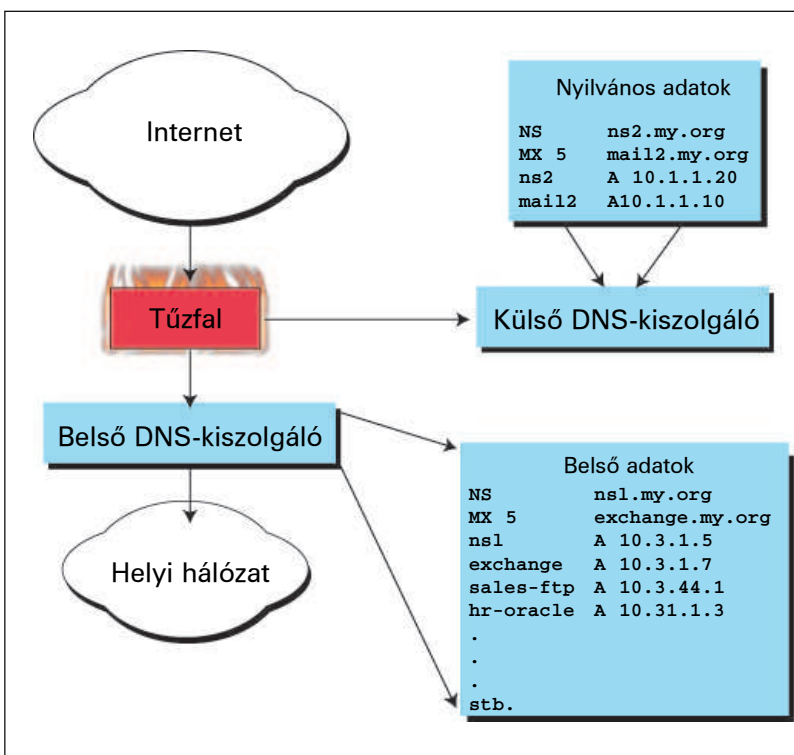 Internet
Nyilvános adatok
NS ns2.my.org
MX 5 mail2.my.org
ns2 A 10.1.1.20
mail2 A10.1.1.10
Tűzfal
Külső DNS-kiszolgáló
Belső DNS-kiszolgáló
Belső adatok
NS nsl.my.org
MX 5 exchange.my.org
nsl A 10.3.1.5
exchange A 10.3.1.7
sales-ftp A 10.3.44.1
hr-oracle A 10.31.1.3
.
.
.
stb.
Helyi hálózat